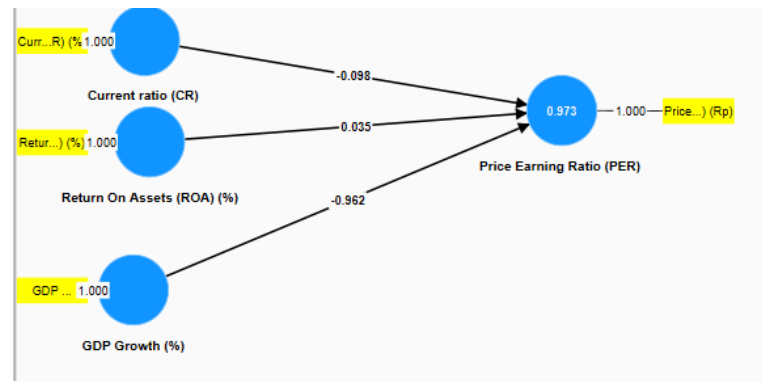 Curr...R) (% 1.000
Current ratio (CR)
-0.098
Retur...) (%) 1.000
Return On Assets (ROA) (%)
0.035
GDP ... 1.000
GDP Growth (%)
-0.962
0.973
Price Earning Ratio (PER)
1.000
Price...) (Rp)